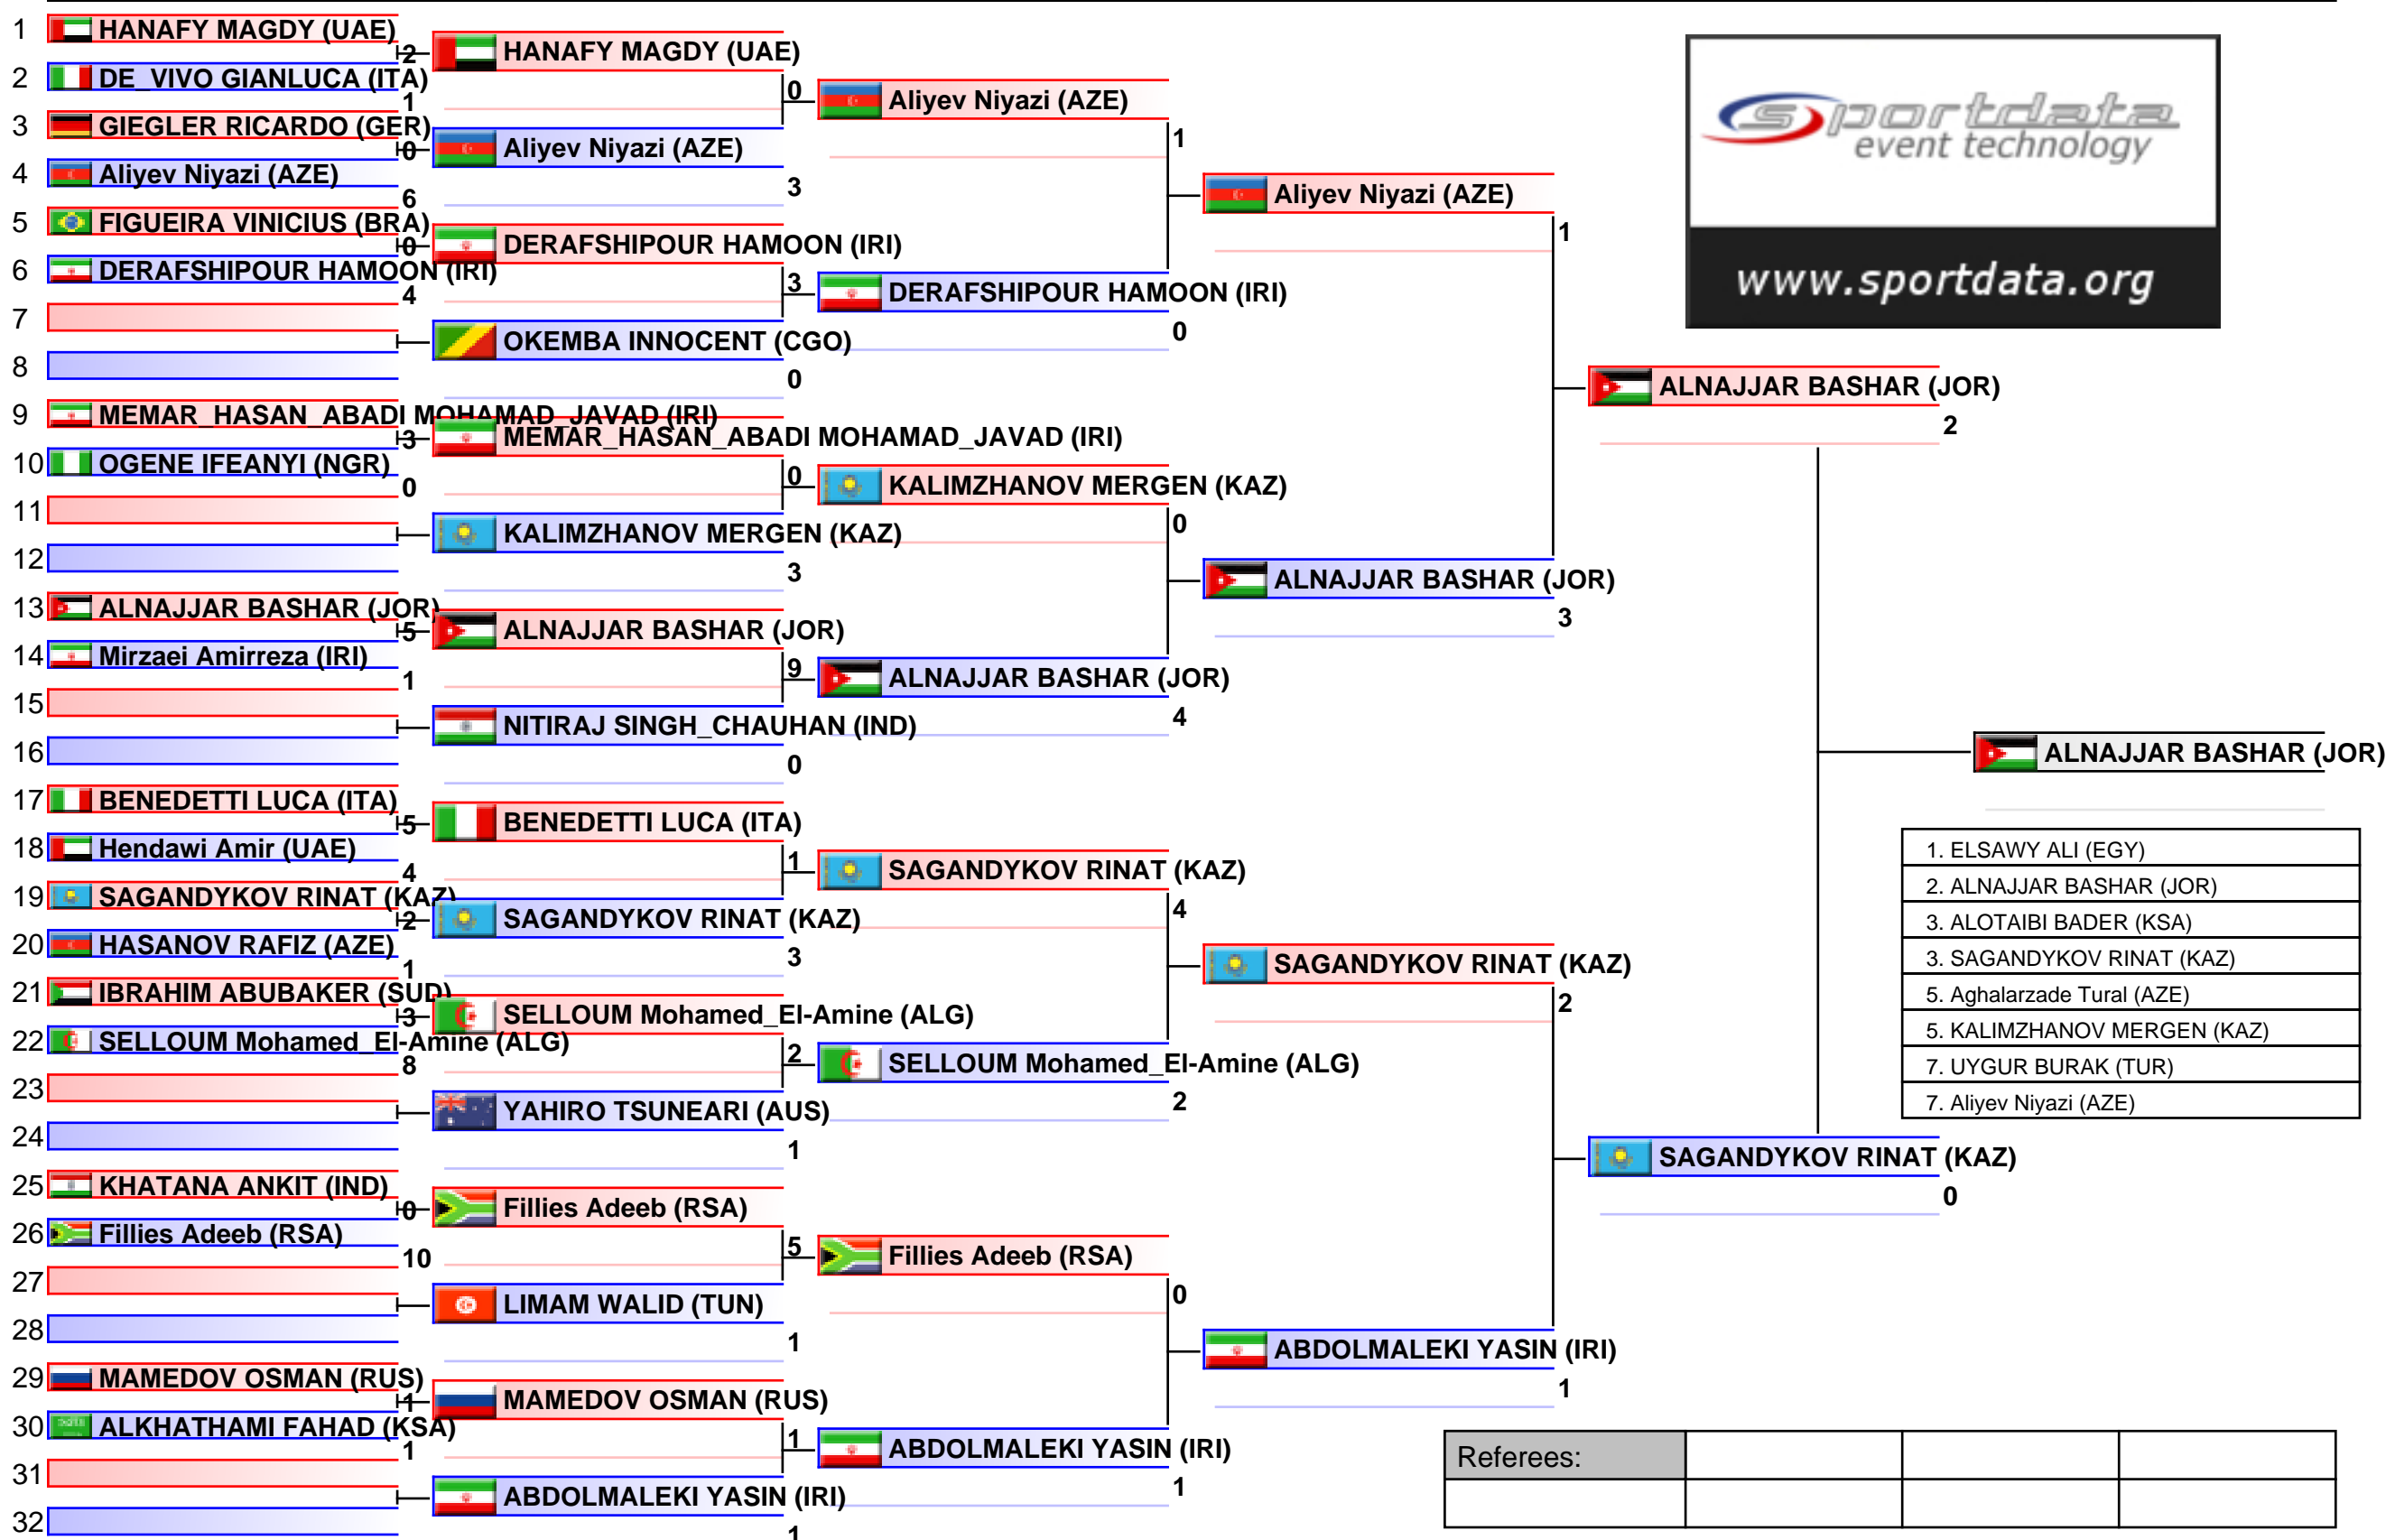 1 HANAFY MAGDY (UAE)
2
2 DE_VIVO GIANLUCA (ITA)
1
3 GIEGLER RICARDO (GER)
0
4 Aliyev Niyazi (AZE)
6
5 FIGUEIRA VINICIUS (BRA)
0
6 DERAFSHIPOUR HAMOON (IRI)
4
7
8
9 MEMAR_HASAN_ABADI MOHAMAD_JAVAD (IRI)
3
10 OGENE IFEANYI (NGR)
0
11
12
13 ALNAJJAR BASHAR (JOR)
5
14 Mirzaei Amirreza (IRI)
1
15
16
17 BENEDETTI LUCA (ITA)
5
18 Hendawi Amir (UAE)
4
19 SAGANDYKOV RINAT (KAZ)
2
20 HASANOV RAFIZ (AZE)
1
21 IBRAHIM ABUBAKER (SUD)
3
22 SELLOUM Mohamed_El-Amine (ALG)
8
23
24
25 KHATANA ANKIT (IND)
0
26 Fillies Adeeb (RSA)
10
27
28
29 MAMEDOV OSMAN (RUS)
1
30 ALKHATHAMI FAHAD (KSA)
1
31
32
HANAFY MAGDY (UAE)
0
Aliyev Niyazi (AZE)
3
DERAFSHIPOUR HAMOON (IRI)
3
OKEMBA INNOCENT (CGO)
0
MEMAR_HASAN_ABADI MOHAMAD_JAVAD (IRI)
0
KALIMZHANOV MERGEN (KAZ)
3
ALNAJJAR BASHAR (JOR)
9
NITIRAJ SINGH_CHAUHAN (IND)
0
BENEDETTI LUCA (ITA)
1
SAGANDYKOV RINAT (KAZ)
3
SELLOUM Mohamed_El-Amine (ALG)
2
YAHIRO TSUNEARI (AUS)
1
Fillies Adeeb (RSA)
5
LIMAM WALID (TUN)
1
MAMEDOV OSMAN (RUS)
1
ABDOLMALEKI YASIN (IRI)
1
Aliyev Niyazi (AZE)
1
DERAFSHIPOUR HAMOON (IRI)
0
KALIMZHANOV MERGEN (KAZ)
0
ALNAJJAR BASHAR (JOR)
4
SAGANDYKOV RINAT (KAZ)
4
SELLOUM Mohamed_El-Amine (ALG)
2
Fillies Adeeb (RSA)
0
ABDOLMALEKI YASIN (IRI)
1
Aliyev Niyazi (AZE)
1
ALNAJJAR BASHAR (JOR)
3
SAGANDYKOV RINAT (KAZ)
2
ABDOLMALEKI YASIN (IRI)
1
ALNAJJAR BASHAR (JOR)
2
SAGANDYKOV RINAT (KAZ)
0
ALNAJJAR BASHAR (JOR)
sportdata
event technology
www.sportdata.org
1. ELSAWY ALI (EGY)
2. ALNAJJAR BASHAR (JOR)
3. ALOTAIBI BADER (KSA)
3. SAGANDYKOV RINAT (KAZ)
5. Aghalarzade Tural (AZE)
5. KALIMZHANOV MERGEN (KAZ)
7. UYGUR BURAK (TUR)
7. Aliyev Niyazi (AZE)
Referees: